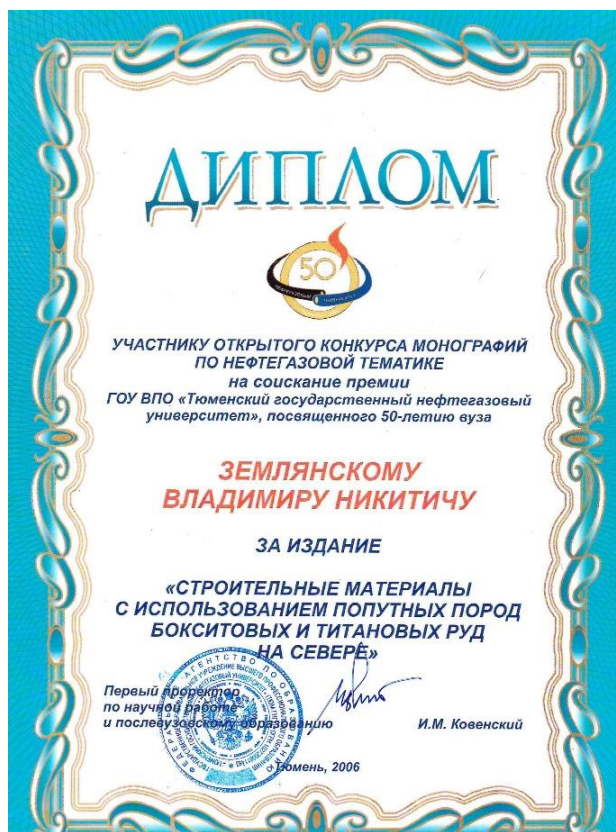 ДИПЛОМ
50
УЧАСТНИКУ ОТКРЫТОГО КОНКУРСА МОНОГРАФИЙ
ПО НЕФТЕГАЗОВОЙ ТЕМАТИКЕ
на соискание премии
ГОУ ВПО «Тюменский государственный нефтегазовый
университет», посвященного 50-летию вуза
ЗЕМЛЯНСКОМУ
ВЛАДИМИРУ НИКИТИЧУ
ЗА ИЗДАНИЕ
«СТРОИТЕЛЬНЫЕ МАТЕРИАЛЫ
С ИСПОЛЬЗОВАНИЕМ ПОПУТНЫХ ПОРОД
БОКСИТОВЫХ И ТИТАНОВЫХ РУД
НА СЕВЕРЕ»
Первый проректор
по научной работе
и послевузовскому образованию И.М. Ковенский
Тюмень, 2006